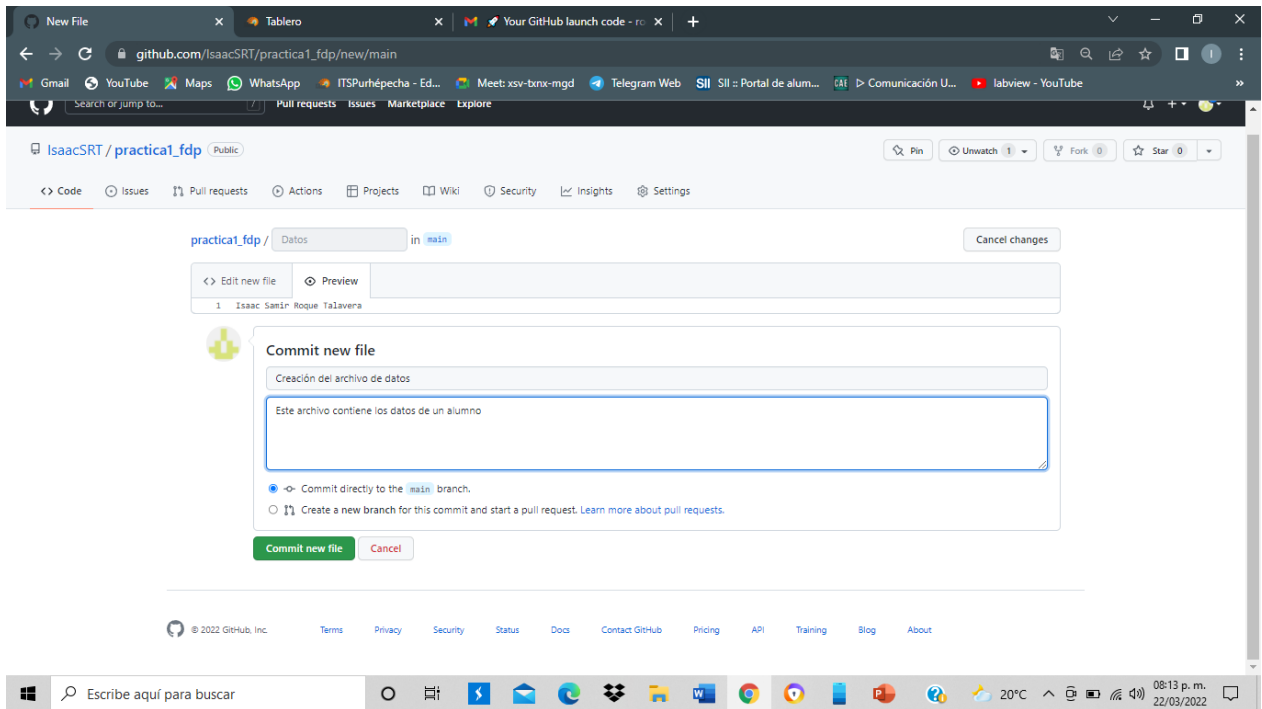 New File
Tablero
Your GitHub launch code - ro
github.com/IsaacSRT/practica1_fdp/new/main
Gmail YouTube Maps WhatsApp ITSPurhépecha - Ed... Meet: xsv-txnx-mgd Telegram Web SII SII :: Portal de alum... CAE ▷ Comunicación U... labview - YouTube »
Search or jump to... / Pull requests Issues Marketplace Explore
IsaacSRT / practica1_fdp Public
Pin Unwatch 1 Fork 0 Star 0
Code Issues Pull requests Actions Projects Wiki Security Insights Settings
practica1_fdp / Datos in main Cancel changes
<> Edit new file Preview
1 Isaac Samir Roque Talavera
Commit new file
Creación del archivo de datos
Este archivo contiene los datos de un alumno
Commit directly to the main branch.
Create a new branch for this commit and start a pull request. Learn more about pull requests.
Commit new file Cancel
© 2022 GitHub, Inc. Terms Privacy Security Status Docs Contact GitHub Pricing API Training Blog About
Escribe aquí para buscar
20°C
08:13 p. m.
22/03/2022